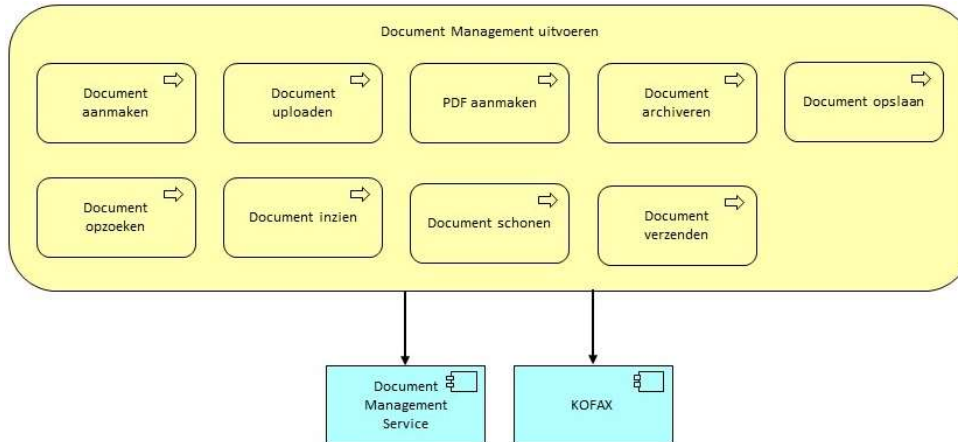 Document Management uitvoeren
Document
aanmaken
Document
uploaden
PDF aanmaken
Document
archiveren
Document opslaan
Document
opzoeken
Document inzien
Document schonen
Document
verzenden
Document
Management
Service
KOFAX